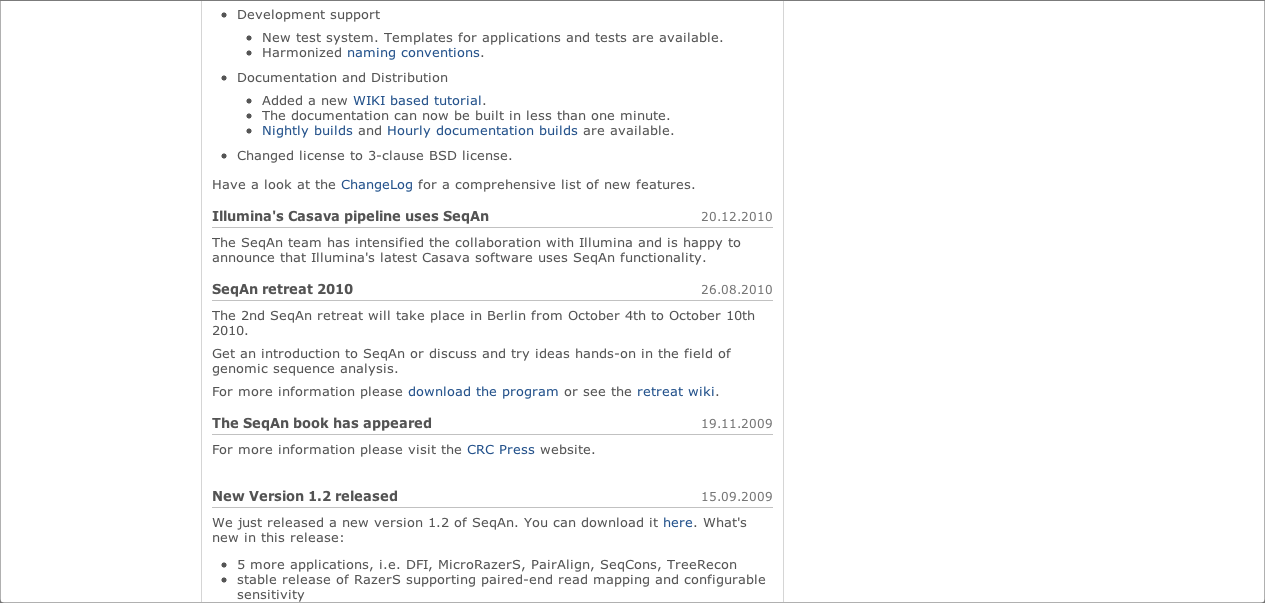 Development support
New test system. Templates for applications and tests are available.
Harmonized naming conventions.
Documentation and Distribution
Added a new WIKI based tutorial.
The documentation can now be built in less than one minute.
Nightly builds and Hourly documentation builds are available.
Changed license to 3-clause BSD license.
Have a look at the ChangeLog for a comprehensive list of new features.
Illumina's Casava pipeline uses SeqAn 20.12.2010
The SeqAn team has intensified the collaboration with Illumina and is happy to
announce that Illumina's latest Casava software uses SeqAn functionality.
SeqAn retreat 2010 26.08.2010
The 2nd SeqAn retreat will take place in Berlin from October 4th to October 10th
2010.
Get an introduction to SeqAn or discuss and try ideas hands-on in the field of
genomic sequence analysis.
For more information please download the program or see the retreat wiki.
The SeqAn book has appeared 19.11.2009
For more information please visit the CRC Press website.
New Version 1.2 released 15.09.2009
We just released a new version 1.2 of SeqAn. You can download it here. What's
new in this release:
5 more applications, i.e. DFI, MicroRazerS, PairAlign, SeqCons, TreeRecon
stable release of RazerS supporting paired-end read mapping and configurable
sensitivity